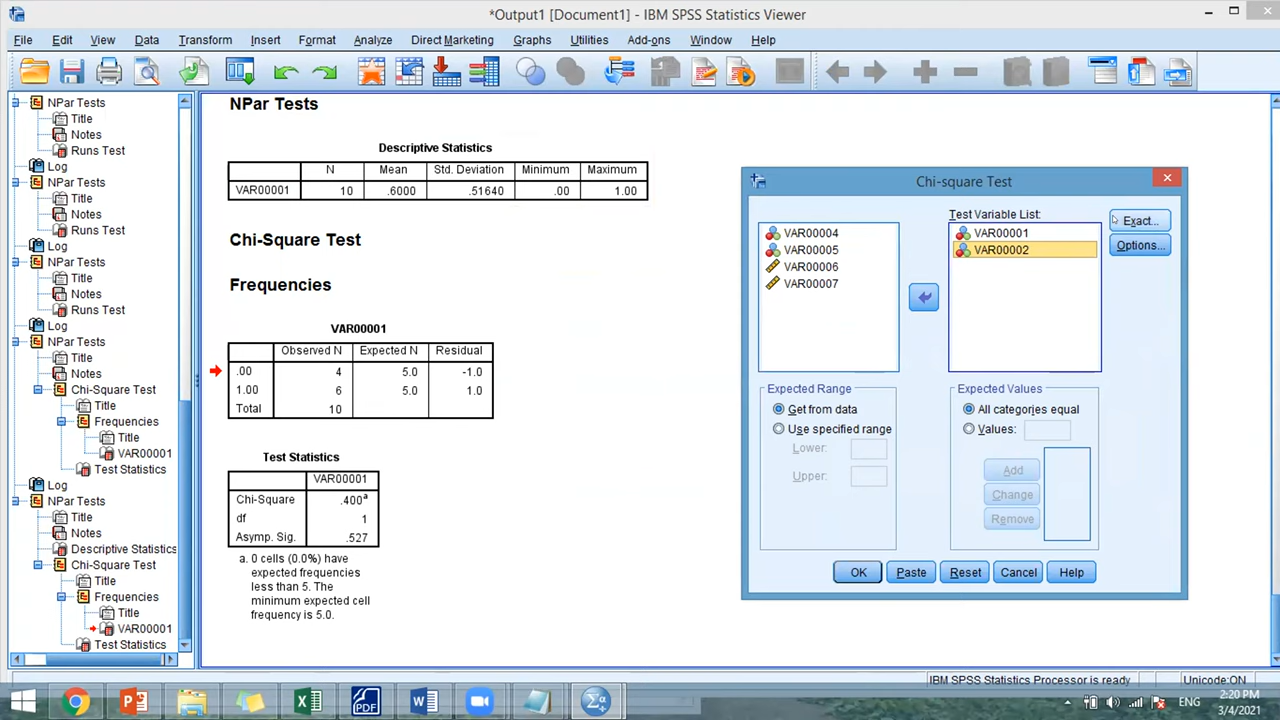 *Output1 [Document1] - IBM SPSS Statistics Viewer
File Edit View Data Transform Insert Format Analyze Direct Marketing Graphs Utilities Add-ons Window Help
NPar Tests
Title
Notes
Runs Test
Log
NPar Tests
Title
Notes
Runs Test
Log
NPar Tests
Title
Notes
Runs Test
Log
NPar Tests
Title
Notes
Chi-Square Test
Title
Frequencies
Title
VAR00001
Test Statistics
Log
NPar Tests
Title
Notes
Descriptive Statistics
Chi-Square Test
Title
Frequencies
Title
VAR00001
Test Statistics
NPar Tests
Descriptive Statistics
N Mean Std. Deviation Minimum Maximum
VAR00001 10 .6000 .51640 .00 1.00
Chi-Square Test
Frequencies
VAR00001
Observed N Expected N Residual
.00 4 5.0 -1.0
1.00 6 5.0 1.0
Total 10
Test Statistics
VAR00001
Chi-Square .400a
df 1
Asymp. Sig. .527
a. 0 cells (0.0%) have
expected frequencies
less than 5. The
minimum expected cell
frequency is 5.0.
Chi-square Test
Test Variable List:
VAR00004
VAR00005
VAR00006
VAR00007
VAR00001
VAR00002
Exact...
Options...
Expected Range
Get from data
Use specified range
Lower:
Upper:
Expected Values
All categories equal
Values:
Add
Change
Remove
OK Paste Reset Cancel Help
IBM SPSS Statistics Processor is ready Unicode:ON
PDF
ENG
2:20 PM
3/4/2021